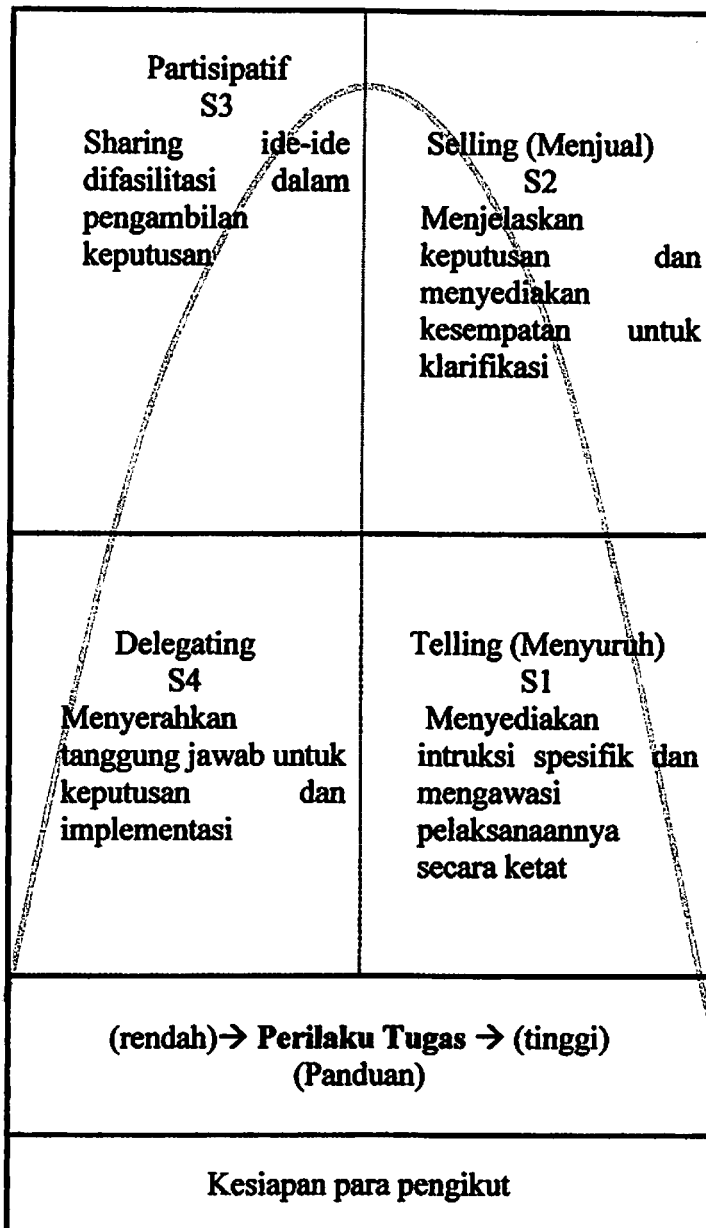 Partisipatif
S3
Sharing ide-ide
difasilitasi dalam
pengambilan
keputusan
Selling (Menjual)
S2
Menjelaskan
keputusan dan
menyediakan
kesempatan untuk
klarifikasi
Delegating
S4
Menyerahkan
tanggung jawab untuk
keputusan dan
implementasi
Telling (Menyuruh)
S1
Menyediakan
intruksi spesifik dan
mengawasi
pelaksanaannya
secara ketat
(rendah)→ Perilaku Tugas → (tinggi)
(Panduan)
Kesiapan para pengikut